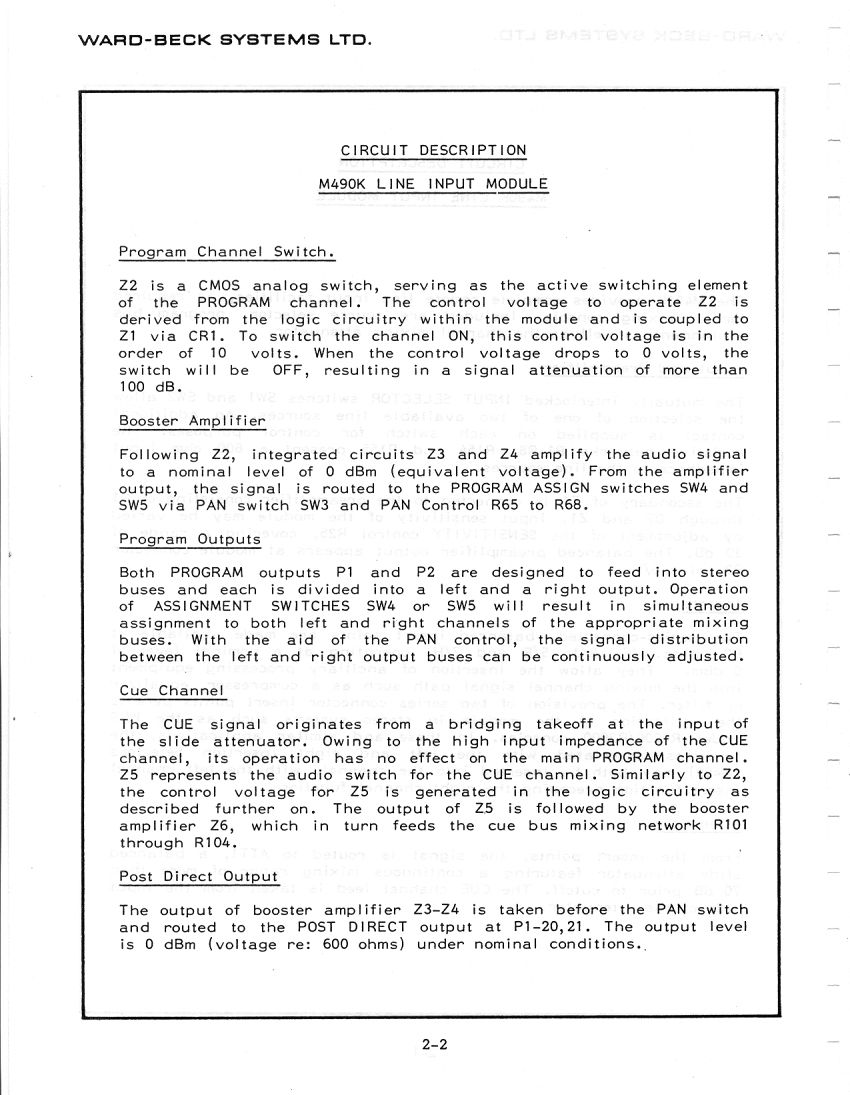 WARD-BECK SYSTEMS LTD.
CIRCUIT DESCRIPTION
M490K LINE INPUT MODULE
Program Channel Switch.
Z2 is a CMOS analog switch, serving as the active switching element
of the PROGRAM channel. The control voltage to operate Z2 is
derived from the logic circuitry within the module and is coupled to
Z1 via CR1. To switch the channel ON, this control voltage is in the
order of 10 volts. When the control voltage drops to 0 volts, the
switch will be OFF, resulting in a signal attenuation of more than
100 dB.
Booster Amplifier
Following Z2, integrated circuits Z3 and Z4 amplify the audio signal
to a nominal level of 0 dBm (equivalent voltage). From the amplifier
output, the signal is routed to the PROGRAM ASSIGN switches SW4 and
SW5 via PAN switch SW3 and PAN Control R65 to R68.
Program Outputs
Both PROGRAM outputs P1 and P2 are designed to feed into stereo
buses and each is divided into a left and a right output. Operation
of ASSIGNMENT SWITCHES SW4 or SW5 will result in simultaneous
assignment to both left and right channels of the appropriate mixing
buses. With the aid of the PAN control, the signal distribution
between the left and right output buses can be continuously adjusted.
Cue Channel
The CUE signal originates from a bridging takeoff at the input of
the slide attenuator. Owing to the high input impedance of the CUE
channel, its operation has no effect on the main PROGRAM channel.
Z5 represents the audio switch for the CUE channel. Similarly to Z2,
the control voltage for Z5 is generated in the logic circuitry as
described further on. The output of Z5 is followed by the booster
amplifier Z6, which in turn feeds the cue bus mixing network R101
through R104.
Post Direct Output
The output of booster amplifier Z3-Z4 is taken before the PAN switch
and routed to the POST DIRECT output at P1-20,21. The output level
is 0 dBm (voltage re: 600 ohms) under nominal conditions.
2-2